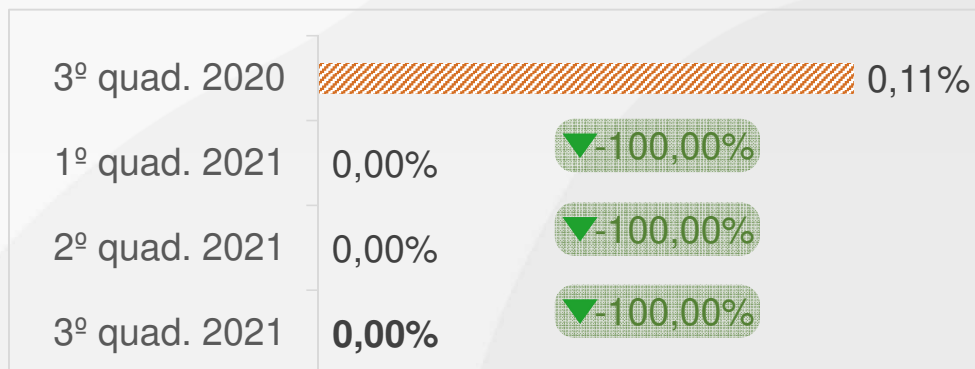 3º quad. 2020 0,11%
1º quad. 2021 0,00% ▼-100,00%
2º quad. 2021 0,00% ▼-100,00%
3º quad. 2021 0,00% ▼-100,00%